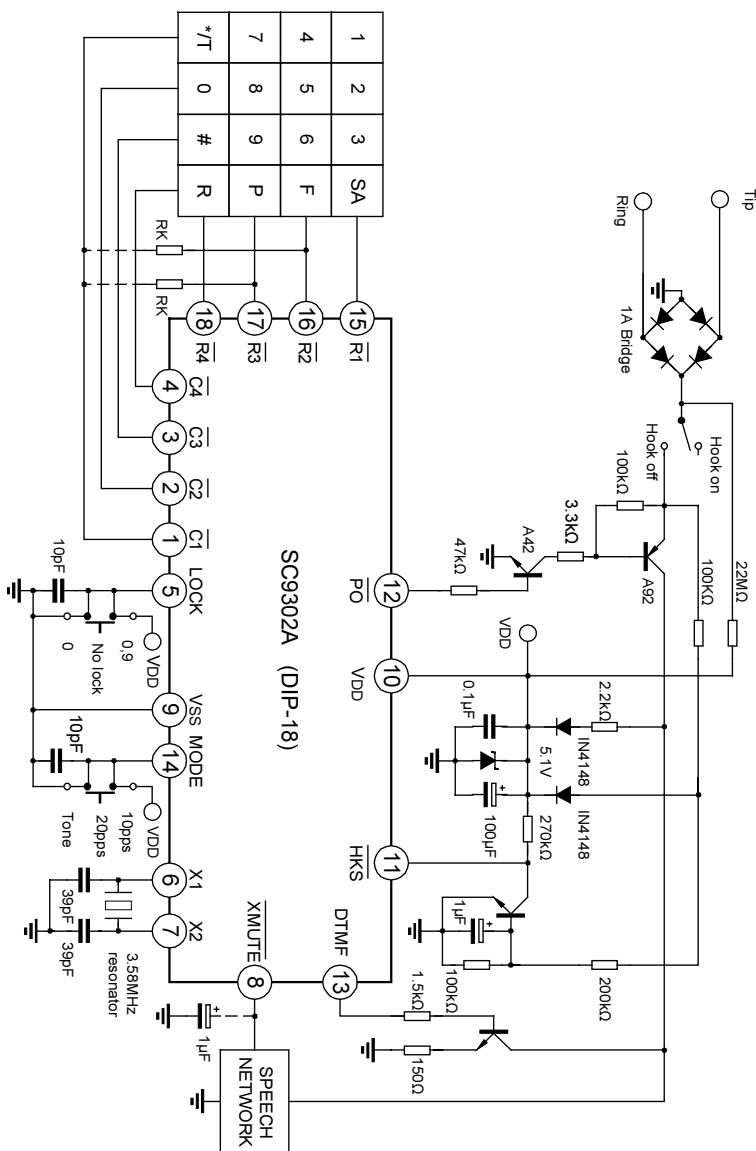 Tip
Ring
1A Bridge
Hook on
Hook off
22MΩ
100kΩ
100KΩ
A92
3.3kΩ
A42
47kΩ
VDD
2.2kΩ
IN4148
IN4148
0.1μF
5.1V
100μF
270kΩ
1μF
100kΩ
200kΩ
1.5kΩ
150Ω
1 2 3 SA
4 5 6 F
7 8 9 P
*/T 0 # R
RK
RK
15 16 17 18
R1 R2 R3 R4
12 10 11 13
PO VDD HKS DTMF
SC9302A (DIP-18)
C4 C3 C2 C1 LOCK VSS MODE X1 X2 XMUTE
4 3 2 1 5 9 14 6 7 8
10pF
0
No lock
0,9
VDD
10pF
Tone
20pps
10pps
VDD
39pF
39pF
3.58MHz
resonator
1μF
+
+
+
SPEECH
NETWORK